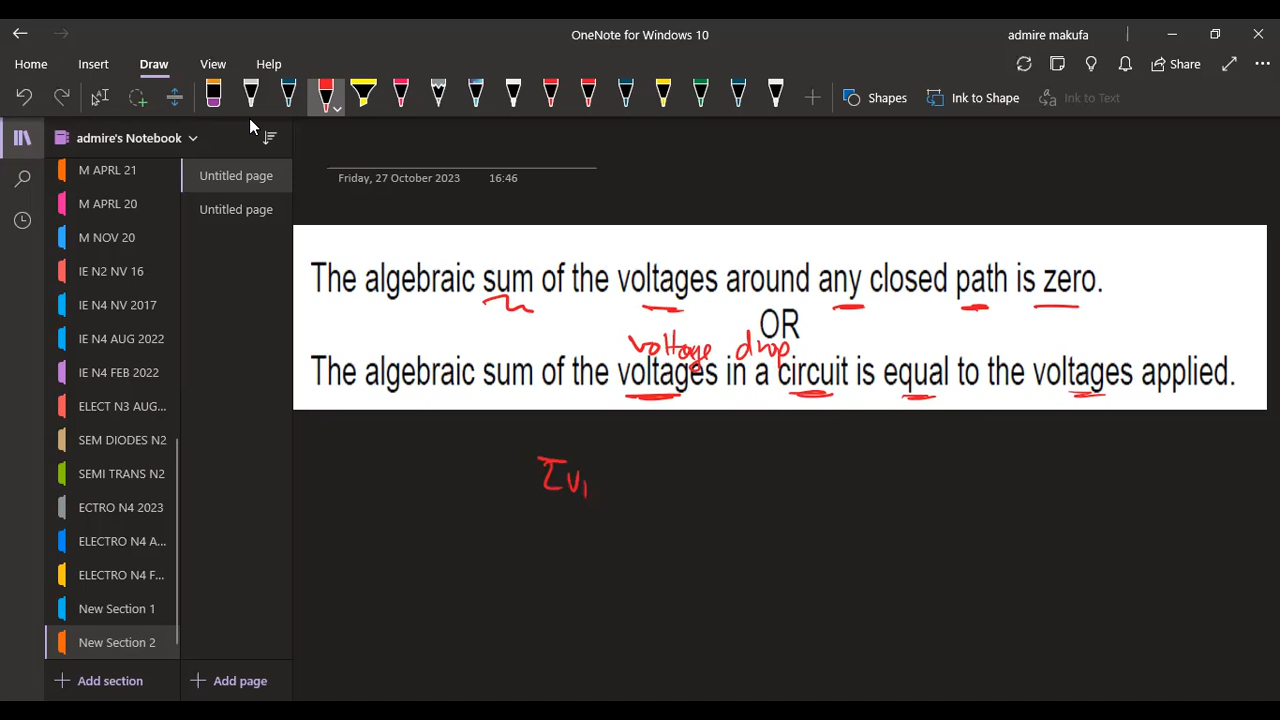 OneNote for Windows 10
admire makufa
Home
Insert
Draw
View
Help
Share
Shapes
Ink to Shape
Ink to Text
admire's Notebook
M APRL 21
M APRL 20
M NOV 20
IE N2 NV 16
IE N4 NV 2017
IE N4 AUG 2022
IE N4 FEB 2022
ELECT N3 AUG...
SEM DIODES N2
SEMI TRANS N2
ECTRO N4 2023
ELECTRO N4 A...
ELECTRO N4 F...
New Section 1
New Section 2
Add section
Untitled page
Untitled page
Add page
Friday, 27 October 2023 16:46
The algebraic sum of the voltages around any closed path is zero.
OR
voltage drop
The algebraic sum of the voltages in a circuit is equal to the voltages applied.
Σv1